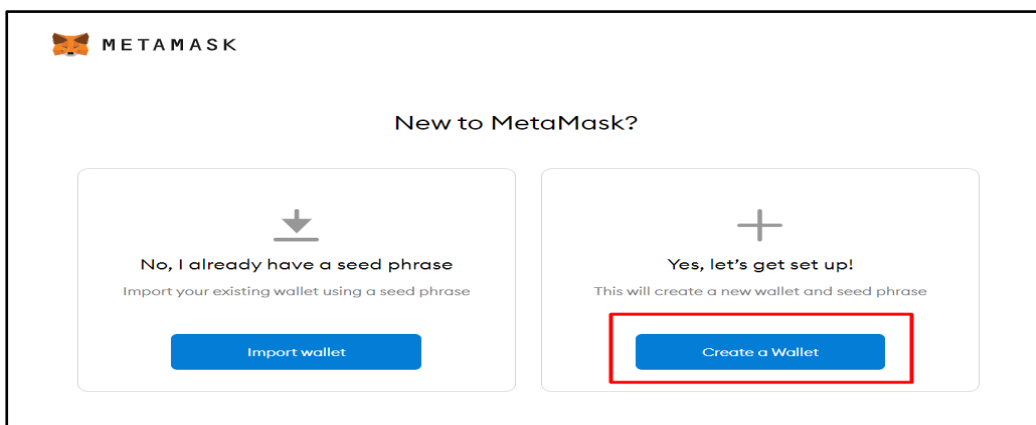 METAMASK
New to MetaMask?
No, I already have a seed phrase
Import your existing wallet using a seed phrase
Import wallet
Yes, let's get set up!
This will create a new wallet and seed phrase
Create a Wallet